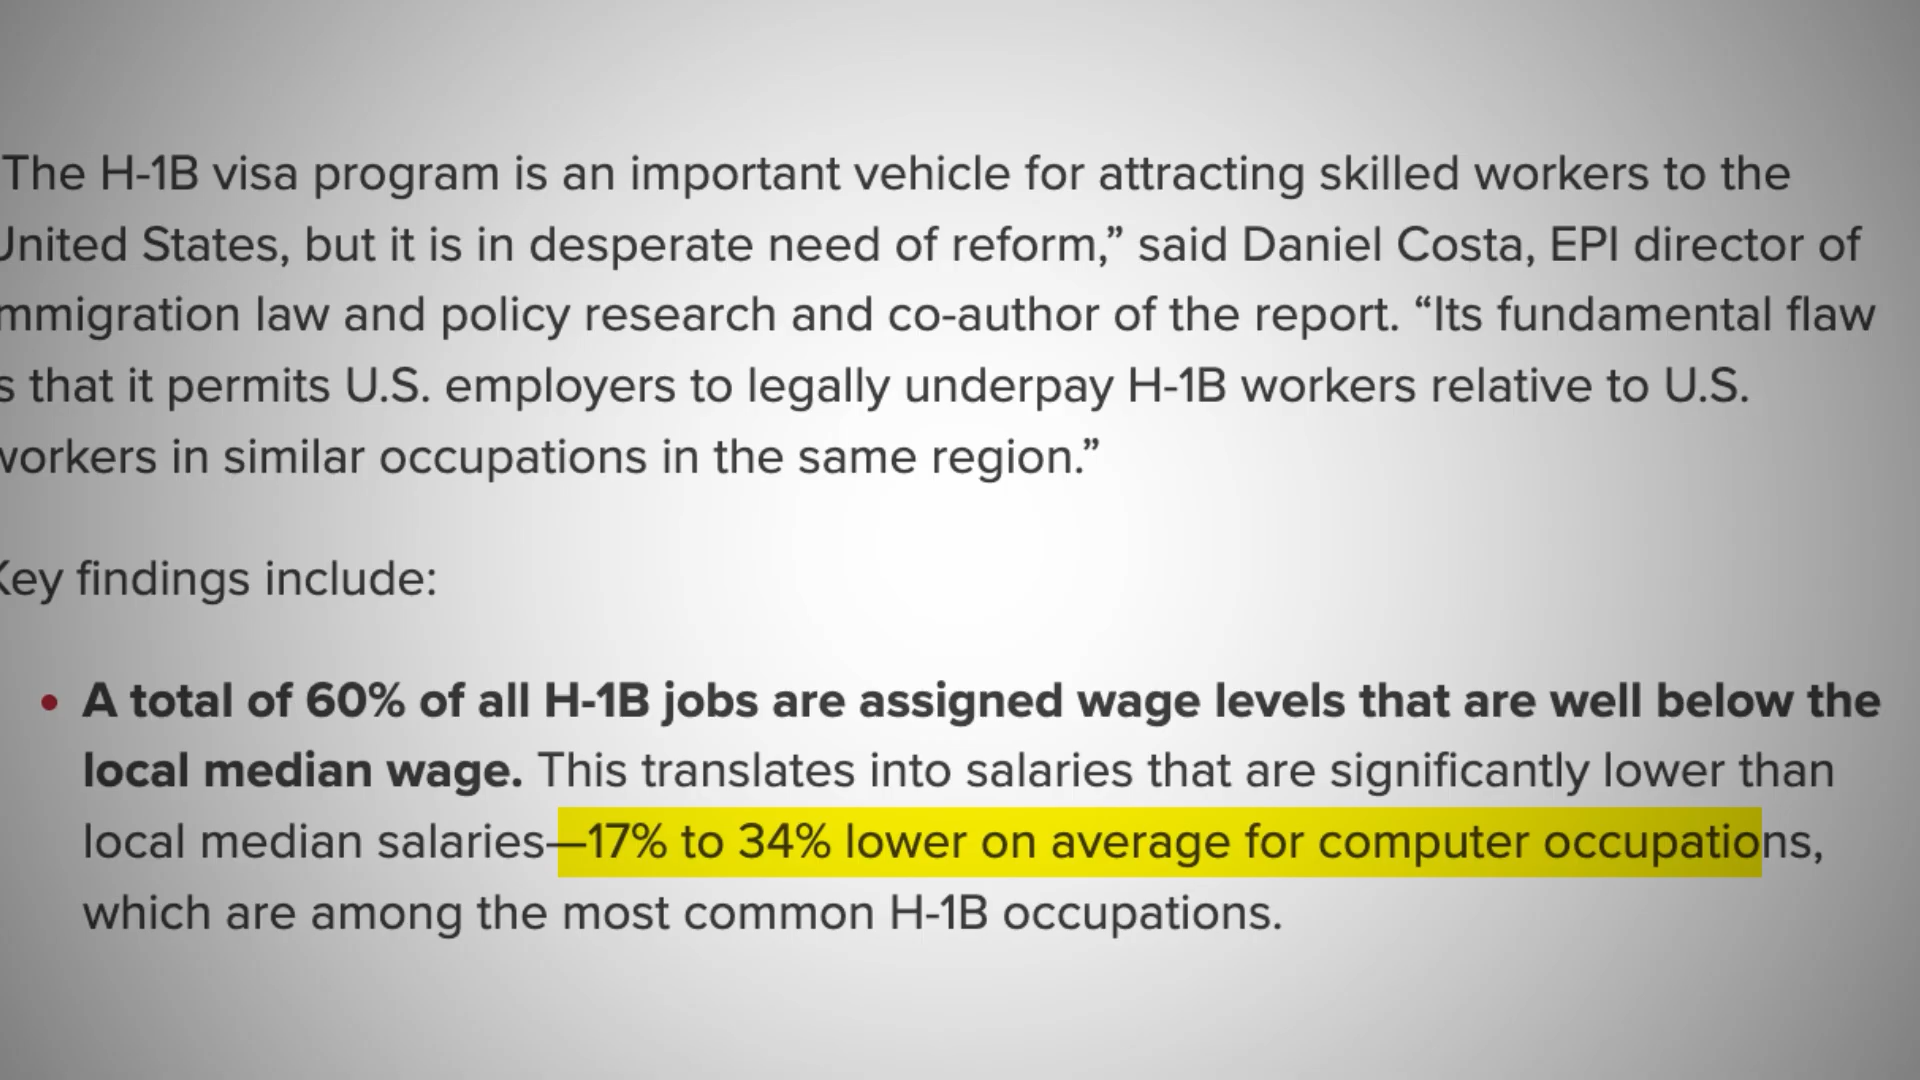 The H-1B visa program is an important vehicle for attracting skilled workers to the
United States, but it is in desperate need of reform,” said Daniel Costa, EPI director of
mmigration law and policy research and co-author of the report. “Its fundamental flaw
s that it permits U.S. employers to legally underpay H-1B workers relative to U.S.
workers in similar occupations in the same region.”
Key findings include:
• A total of 60% of all H-1B jobs are assigned wage levels that are well below the
local median wage. This translates into salaries that are significantly lower than
local median salaries—17% to 34% lower on average for computer occupations,
which are among the most common H-1B occupations.